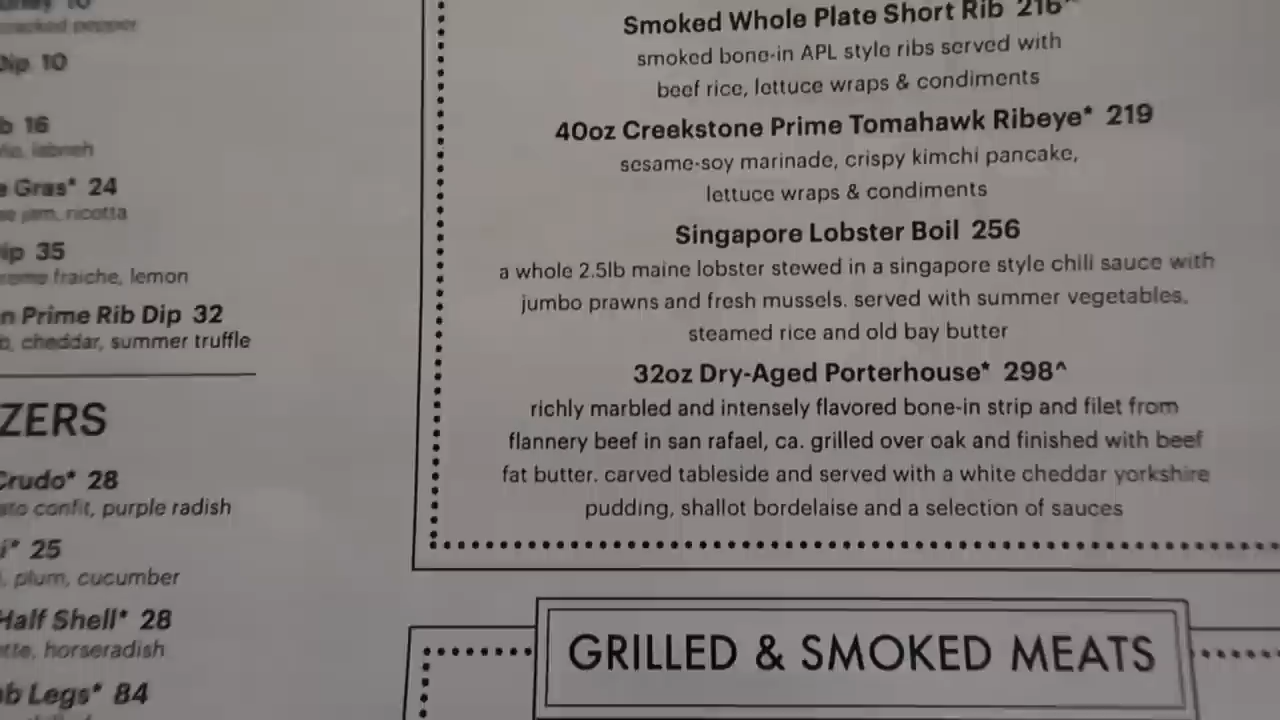 10
cracked pepper
Dip 10
16
labneh
Gras* 24
jam, ricotta
35
fraiche, lemon
Prime Rib Dip 32
cheddar, summer truffle
ZERS
Crudo* 28
confit, purple radish
25
plum, cucumber
Half Shell* 28
horseradish
Legs* 84
Smoked Whole Plate Short Rib 216^
smoked bone-in APL style ribs served with
beef rice, lettuce wraps & condiments
40oz Creekstone Prime Tomahawk Ribeye* 219
sesame-soy marinade, crispy kimchi pancake,
lettuce wraps & condiments
Singapore Lobster Boil 256
a whole 2.5lb maine lobster stewed in a singapore style chili sauce with
jumbo prawns and fresh mussels. served with summer vegetables,
steamed rice and old bay butter
32oz Dry-Aged Porterhouse* 298^
richly marbled and intensely flavored bone-in strip and filet from
flannery beef in san rafael, ca. grilled over oak and finished with beef
fat butter. carved tableside and served with a white cheddar yorkshire
pudding, shallot bordelaise and a selection of sauces
GRILLED & SMOKED MEATS